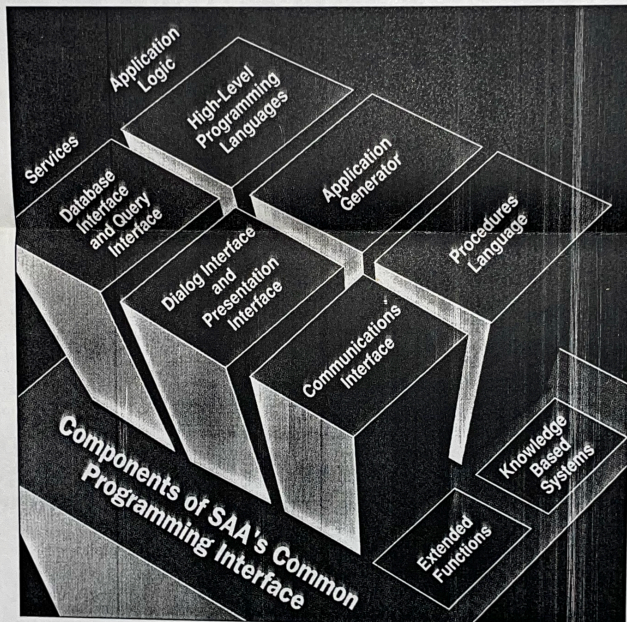 Application
Logic
High-Level
Programming
Languages
Application
Generator
Procedures
Language
Services
Database
Interface
and Query
Interface
Dialog Interface
and
Presentation
Interface
Communications
Interface
Components of SAA's Common
Programming Interface
Knowledge
Based
Systems
Extended
Functions